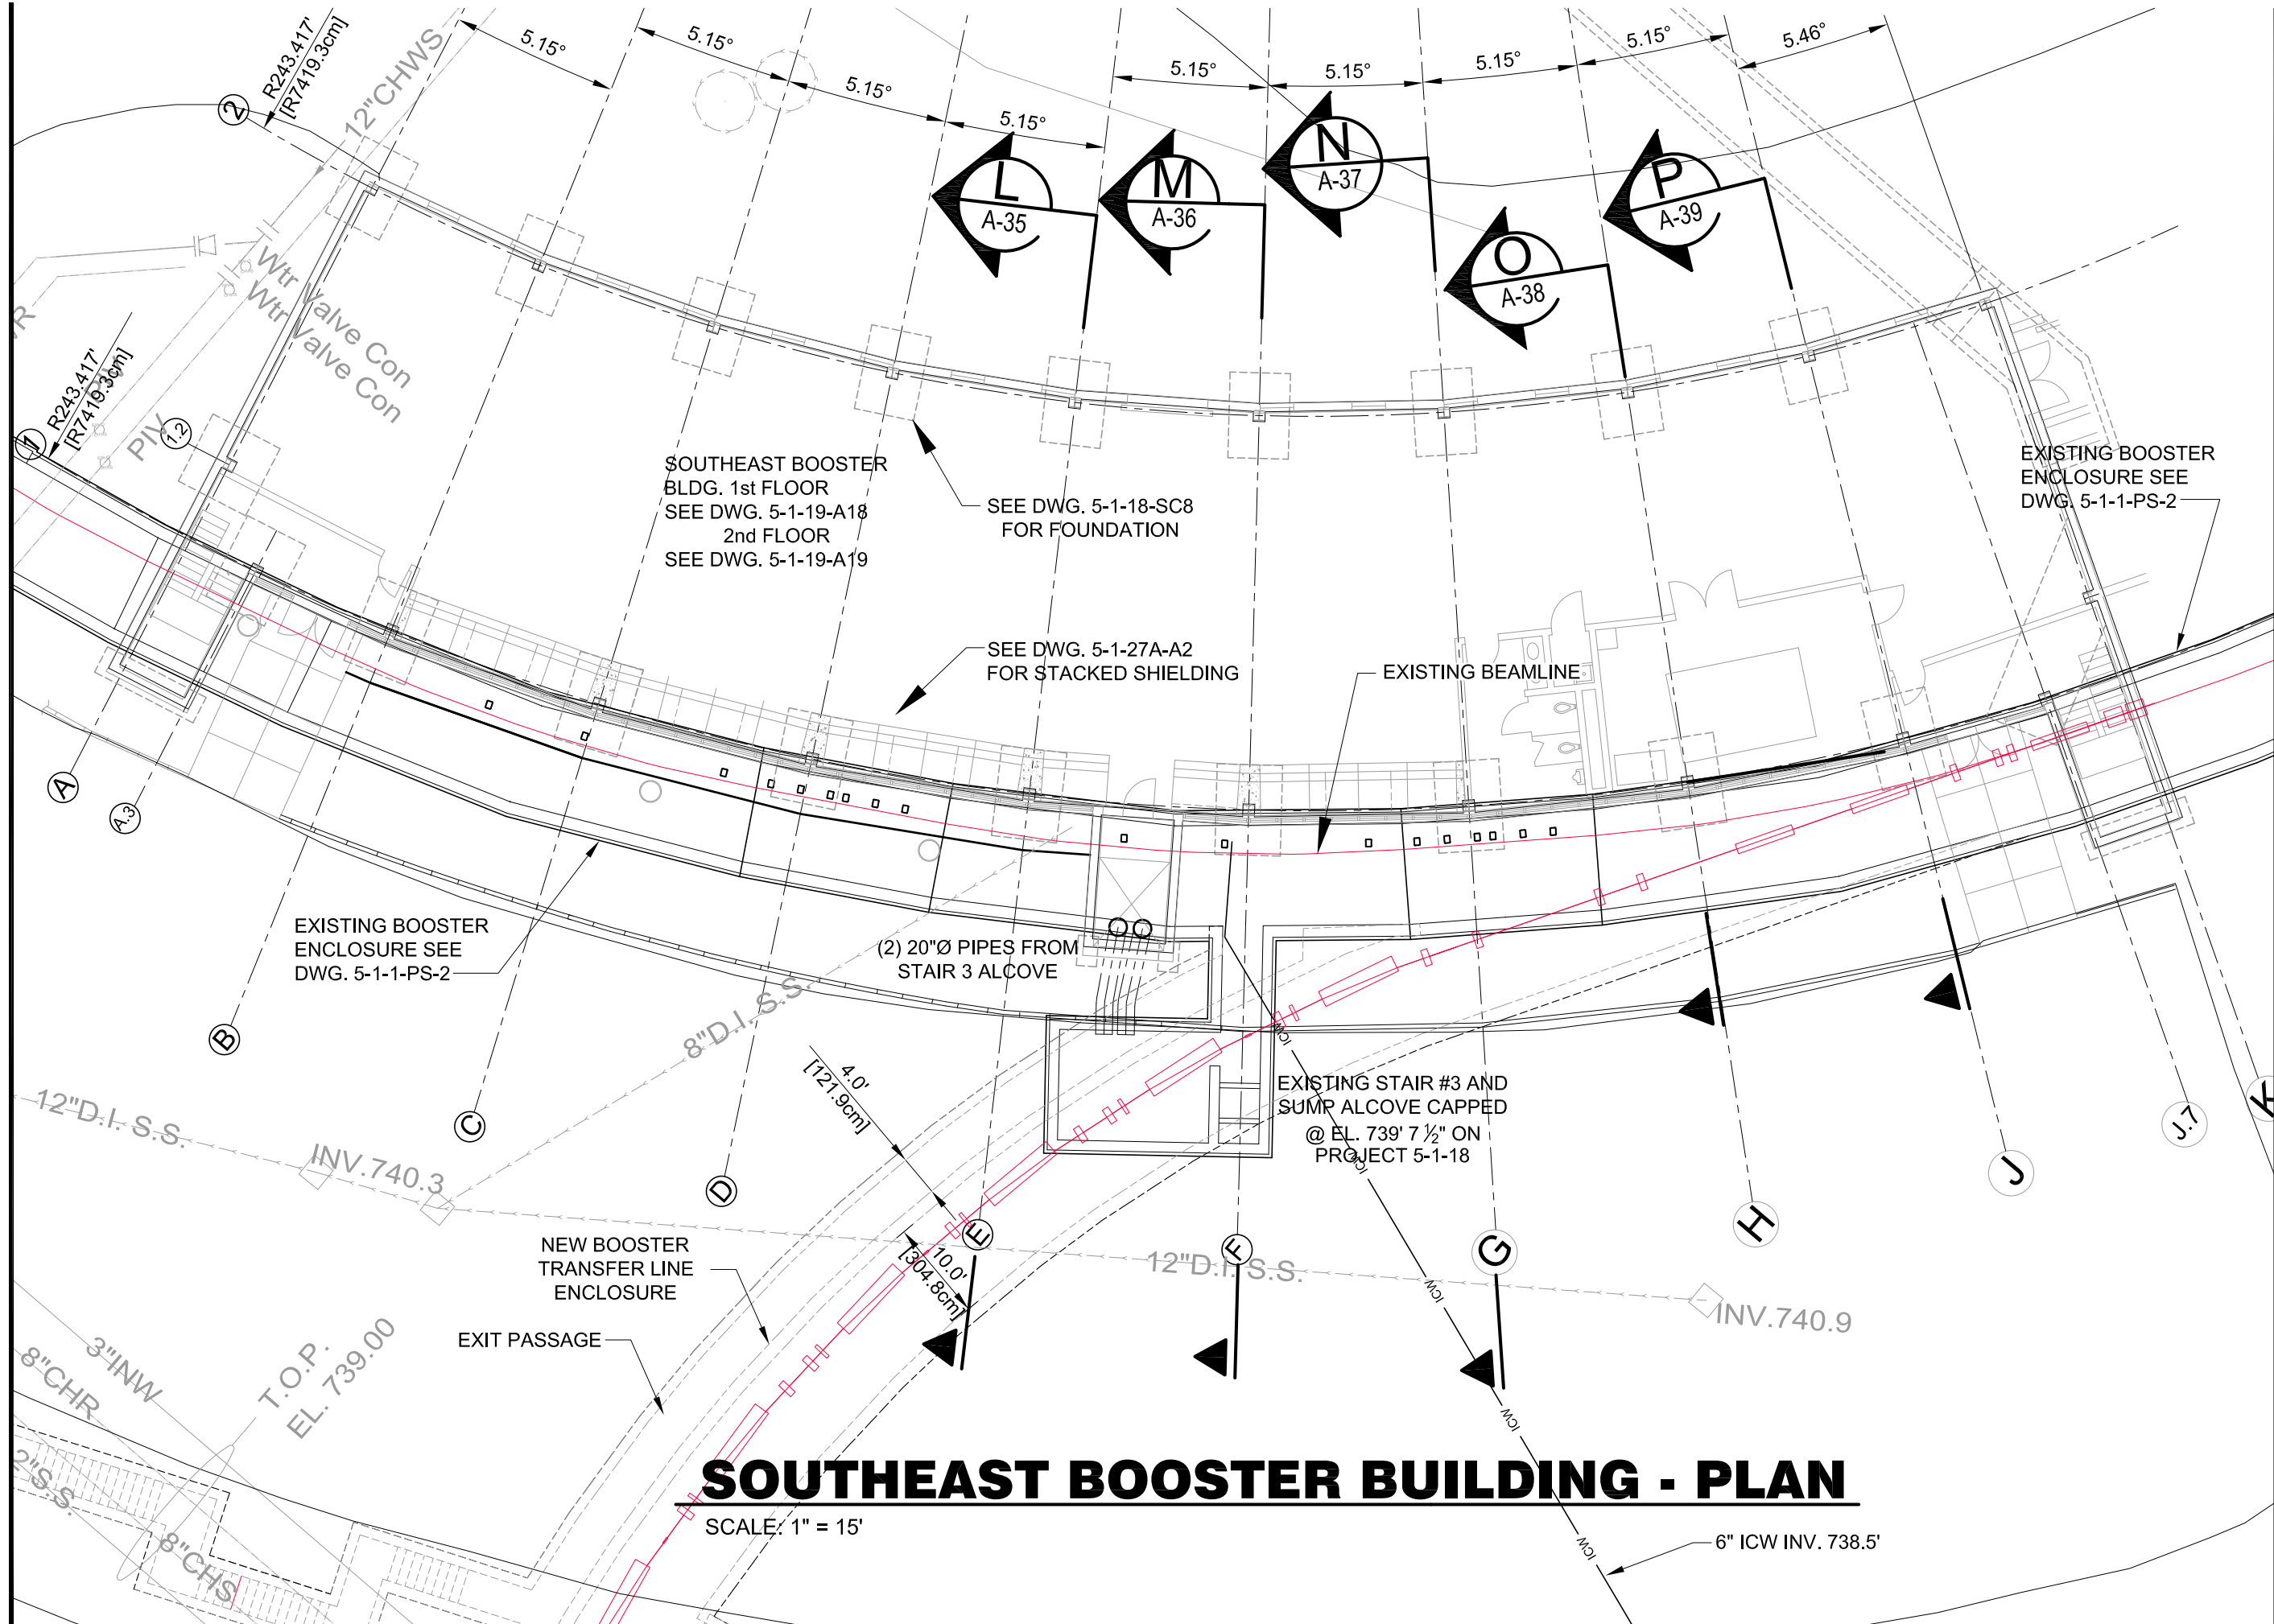 R243.417'
[R7419.3cm]
2
12"CHWS
5.15°
5.15°
5.15°
5.15°
5.15°
5.15°
5.15°
5.15°
5.46°
L
A-35
M
A-36
N
A-37
O
A-38
P
A-39
Wtr Valve Con
Wtr Valve Con
R243.417'
[R7419.3cm]
1
1.2
PIV
SOUTHEAST BOOSTER
BLDG. 1st FLOOR
SEE DWG. 5-1-19-A18
2nd FLOOR
SEE DWG. 5-1-19-A19
SEE DWG. 5-1-18-SC8
FOR FOUNDATION
EXISTING BOOSTER
ENCLOSURE SEE
DWG. 5-1-1-PS-2
SEE DWG. 5-1-27A-A2
FOR STACKED SHIELDING
EXISTING BEAMLINE
A
A.3
EXISTING BOOSTER
ENCLOSURE SEE
DWG. 5-1-1-PS-2
(2) 20"Ø PIPES FROM
STAIR 3 ALCOVE
8"D.I. S.S.
B
C
D
E
F
G
H
J
J.7
K
ICW
4.0'
[121.9cm]
EXISTING STAIR #3 AND
SUMP ALCOVE CAPPED
@ EL. 739' 7 ½" ON
PROJECT 5-1-18
ICW
12"D.I. S.S.
INV.740.3
10.0'
[304.8cm]
12"D.I. S.S.
ICW
INV.740.9
NEW BOOSTER
TRANSFER LINE
ENCLOSURE
EXIT PASSAGE
3"INW
8"CHR
T.O.P.
EL. 739.00
2"S.S.
8"CHS
ICW
SOUTHEAST BOOSTER BUILDING - PLAN
SCALE: 1" = 15'
ICW
6" ICW INV. 738.5'